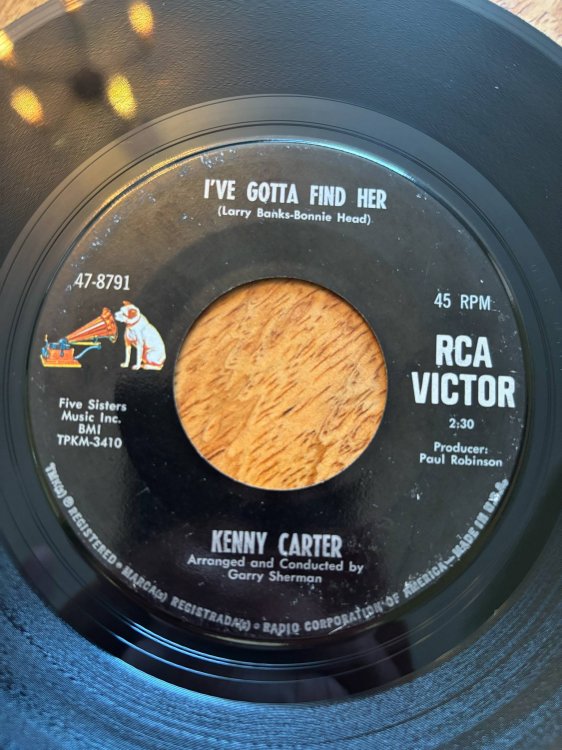 I'VE GOTTA FIND HER
(Larry Banks-Bonnie Head)
47-8791
45 RPM
RCA
VICTOR
Five Sisters
Music Inc.
BMI
TPKM-3410
2:30
Producer:
Paul Robinson
KENNY CARTER
Arranged and Conducted by
Garry Sherman
TMK(s) ® REGISTERED • MARCA(s) REGISTRADA(s) • RADIO CORPORATION OF AMERICA—MADE IN U.S.A.